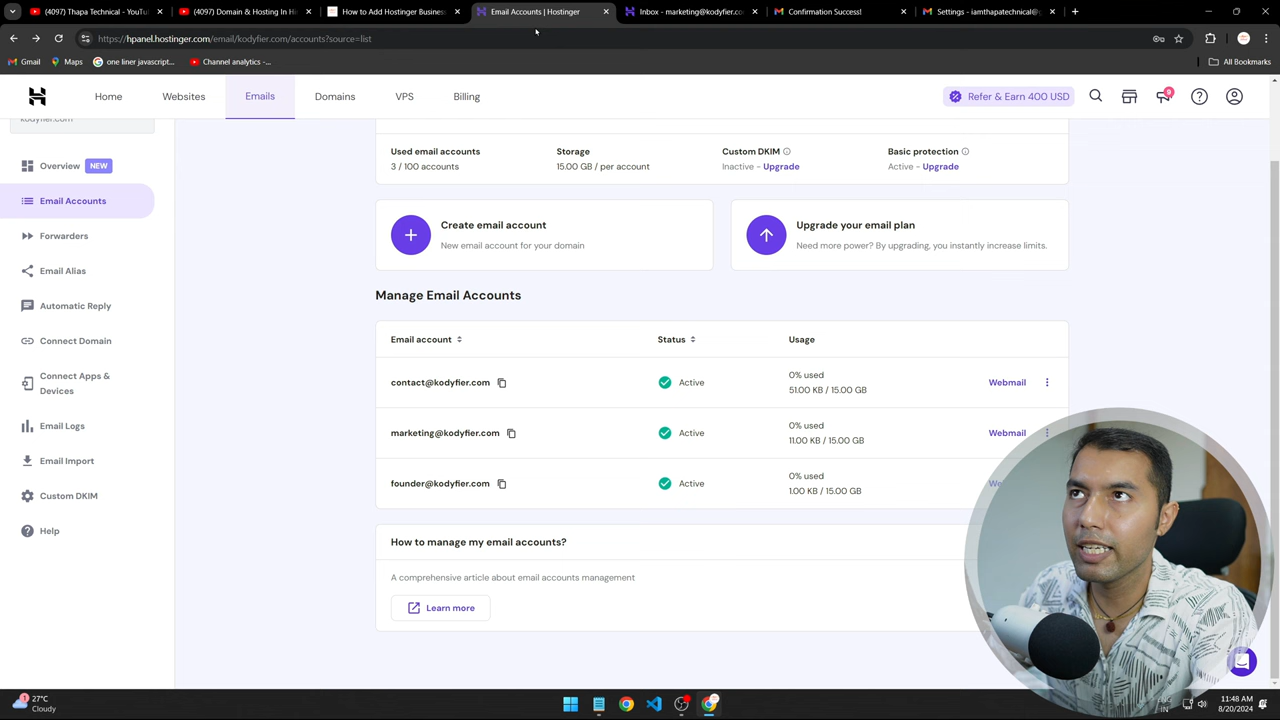 (4097) Thapa Technical - YouTu
(4097) Domain & Hosting In Hi
How to Add Hostinger Business
Email Accounts | Hostinger
Inbox - marketing@kodyfier.com
Confirmation Success!
Settings - iamthapatechnical@g
hpanel.hostinger.com/email/kodyfier.com/accounts?source=list
Gmail
Maps
one liner javascript...
Channel analytics -...
All Bookmarks
Home
Websites
Emails
Domains
VPS
Billing
Refer & Earn 400 USD
kodyfier.com
Overview NEW
Email Accounts
Forwarders
Email Alias
Automatic Reply
Connect Domain
Connect Apps &
Devices
Email Logs
Email Import
Custom DKIM
Help
Used email accounts
3 / 100 accounts
Storage
15.00 GB / per account
Custom DKIM
Inactive - Upgrade
Basic protection
Active - Upgrade
Create email account
New email account for your domain
Upgrade your email plan
Need more power? By upgrading, you instantly increase limits.
Manage Email Accounts
Email account
Status
Usage
contact@kodyfier.com
Active
0% used
51.00 KB / 15.00 GB
Webmail
marketing@kodyfier.com
Active
0% used
11.00 KB / 15.00 GB
Webmail
founder@kodyfier.com
Active
0% used
1.00 KB / 15.00 GB
How to manage my email accounts?
A comprehensive article about email accounts management
Learn more
1
27°C
Cloudy
IN
11:48 AM
8/20/2024